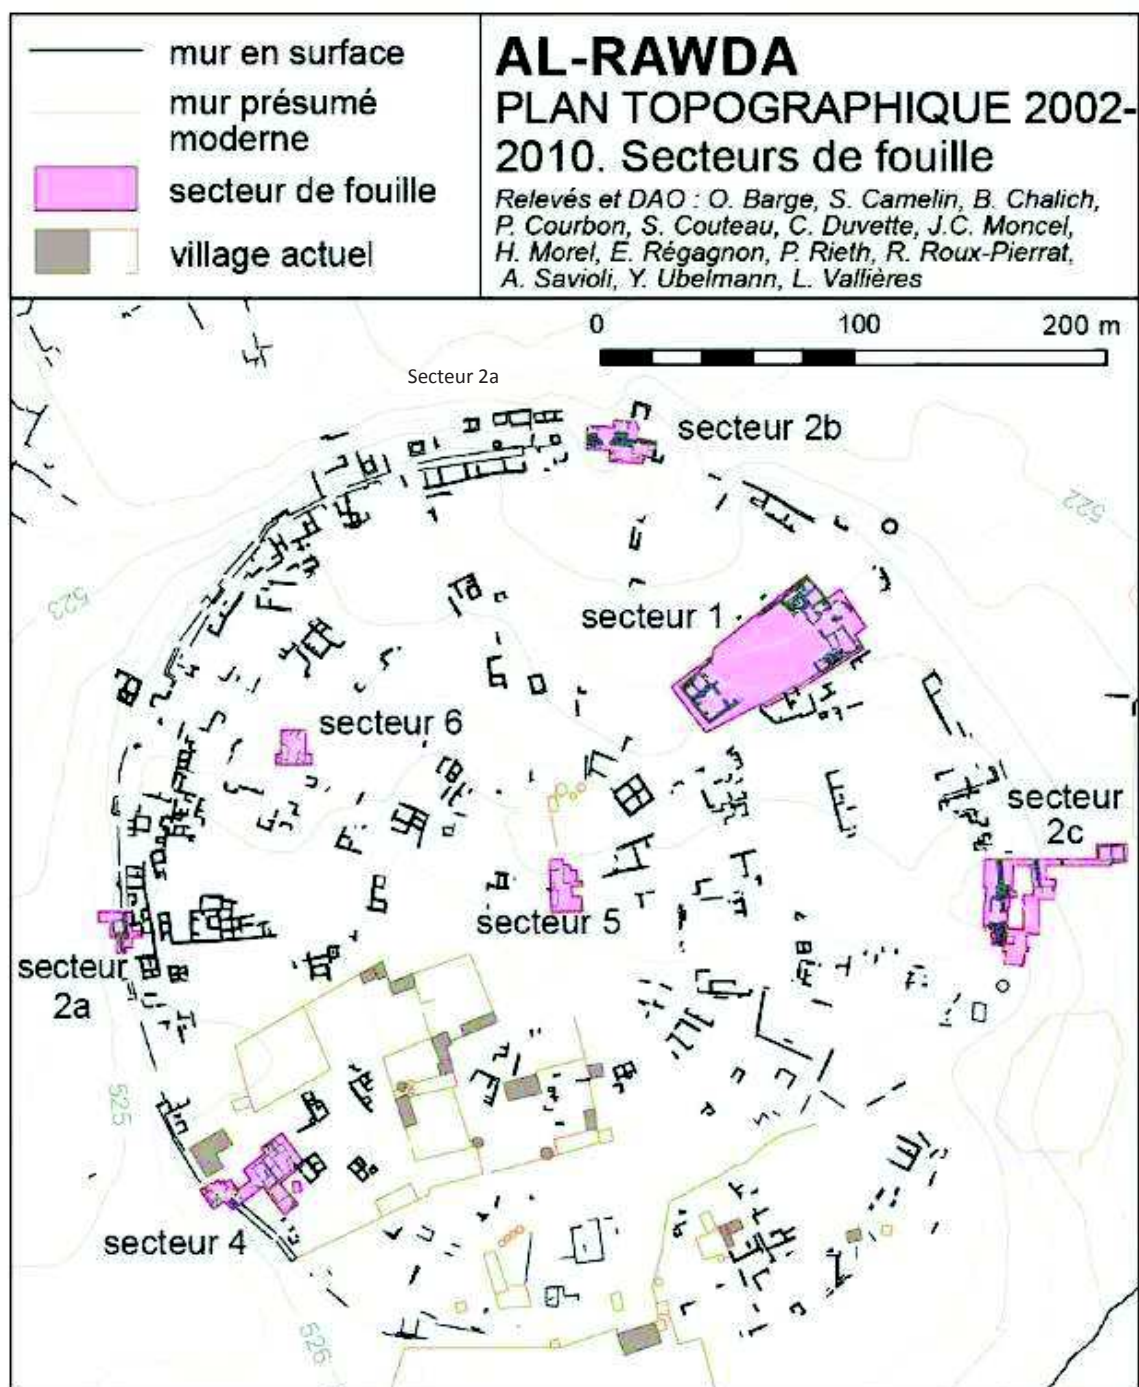 mur en surface
mur présumé
moderne
secteur de fouille
village actuel
AL-RAWDA
PLAN TOPOGRAPHIQUE 2002-
2010. Secteurs de fouille
Relevés et DAO : O. Barge, S. Camelin, B. Chalich,
P. Courbon, S. Couteau, C. Duvette, J.C. Moncel,
H. Morel, E. Régagnon, P. Rieth, R. Roux-Pierrat,
A. Savioli, Y. Ubelmann, L. Vallières
0 100 200 m
Secteur 2a
secteur 2b
522
523
secteur 1
secteur 6
secteur
2c
secteur 5
secteur
2a
525
secteur 4
526